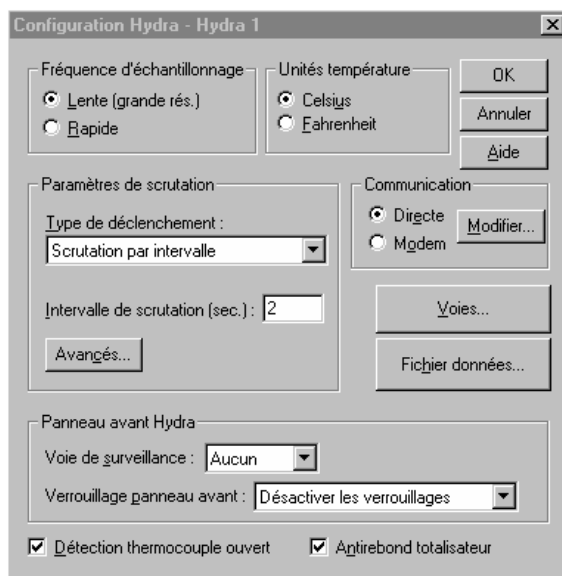 Configuration Hydra - Hydra 1
Fréquence d'échantillonnage
Lente (grande rés.)
Rapide
Unités température
Celsius
Fahrenheit
OK
Annuler
Aide
Paramètres de scrutation
Type de déclenchement :
Scrutation par intervalle
Intervalle de scrutation (sec.) : 2
Avancés...
Communication
Directe
Modem
Modifier...
Voies...
Fichier données...
Panneau avant Hydra
Voie de surveillance : Aucun
Verrouillage panneau avant : Désactiver les verrouillages
Détection thermocouple ouvert
Antirebond totalisateur